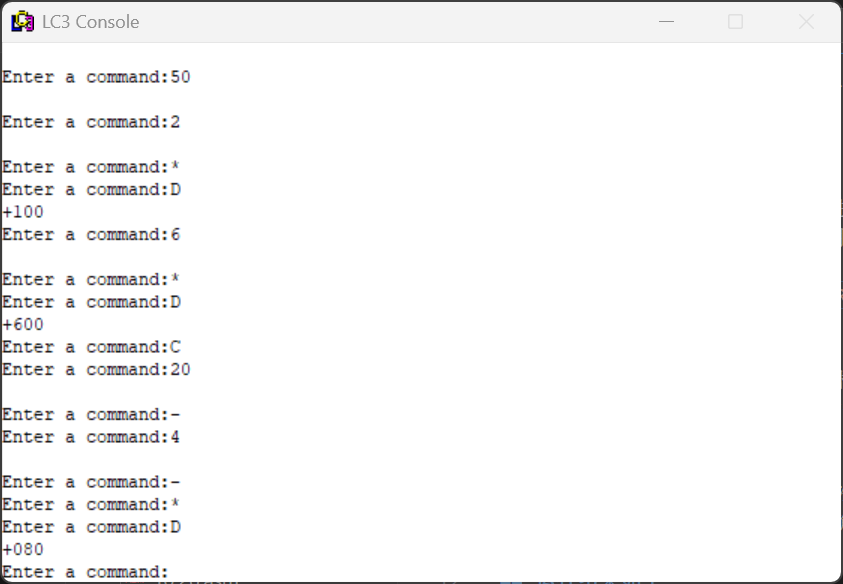 LC3 Console
Enter a command:50
Enter a command:2
Enter a command:*
Enter a command:D
+100
Enter a command:6
Enter a command:*
Enter a command:D
+600
Enter a command:C
Enter a command:20
Enter a command:-
Enter a command:4
Enter a command:-
Enter a command:*
Enter a command:D
+080
Enter a command: